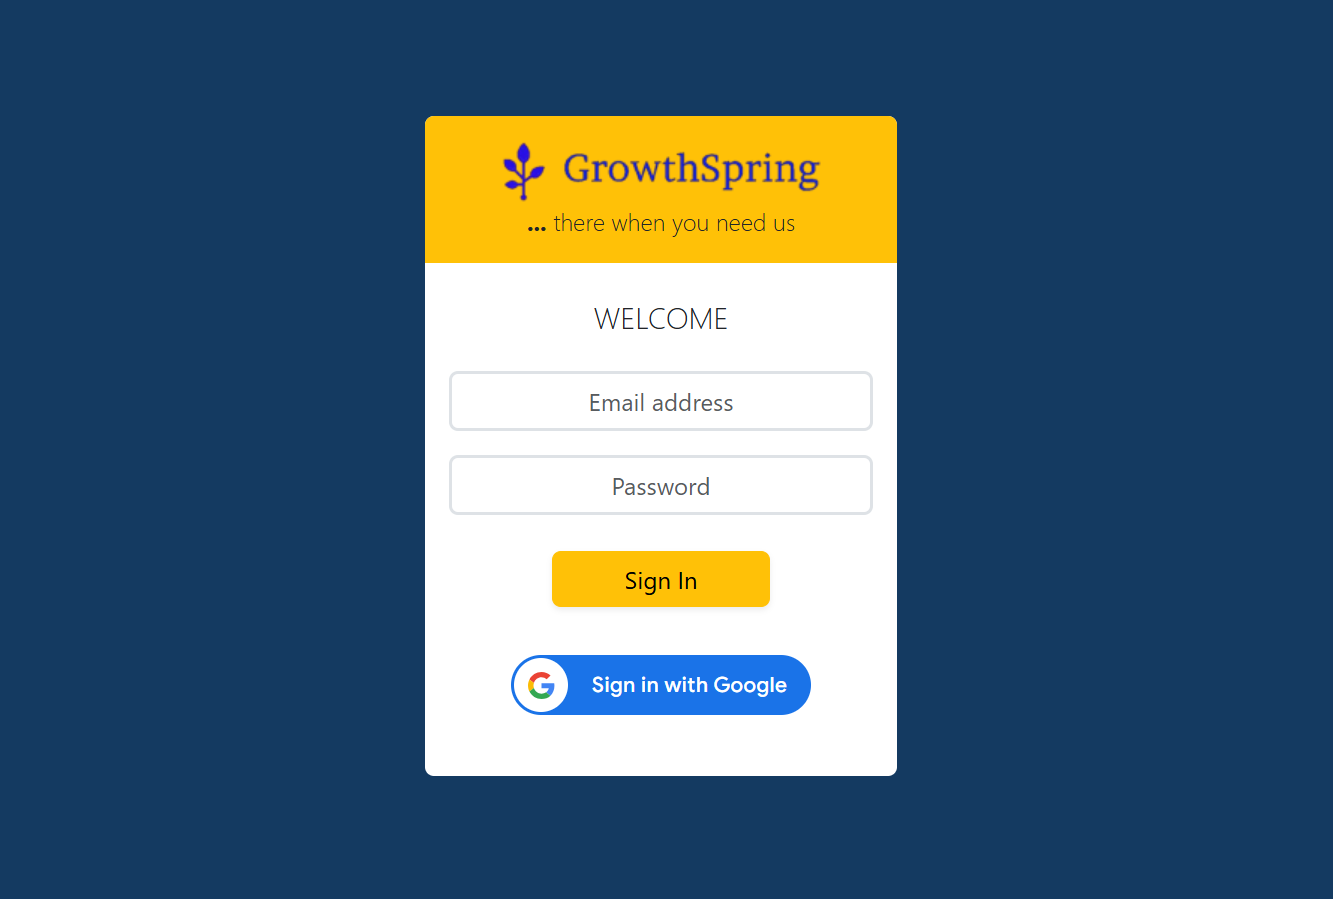 GrowthSpring
... there when you need us
WELCOME
Email address
Password
Sign In
Sign in with Google